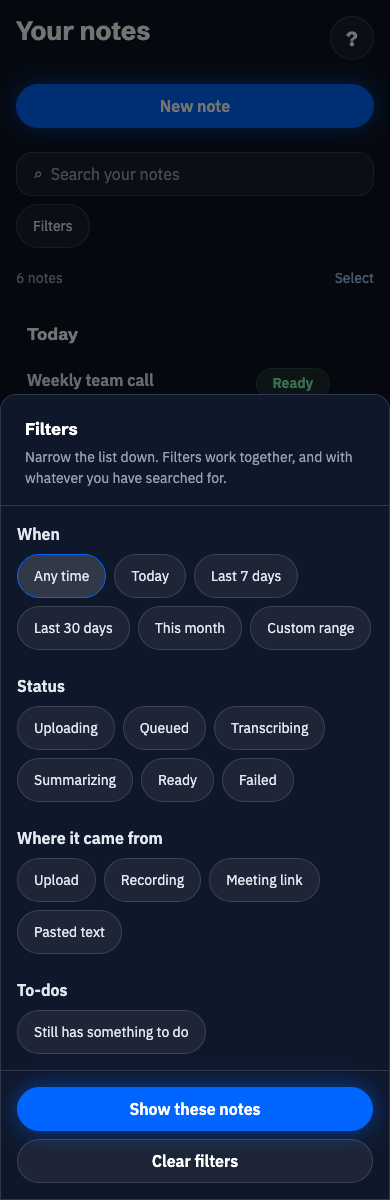 Your notes
?
New note
Search your notes
Filters
6 notes
Select
Today
Weekly team call
Ready
Filters
Narrow the list down. Filters work together, and with
whatever you have searched for.
When
Any time
Today
Last 7 days
Last 30 days
This month
Custom range
Status
Uploading
Queued
Transcribing
Summarizing
Ready
Failed
Where it came from
Upload
Recording
Meeting link
Pasted text
To-dos
Still has something to do
Show these notes
Clear filters